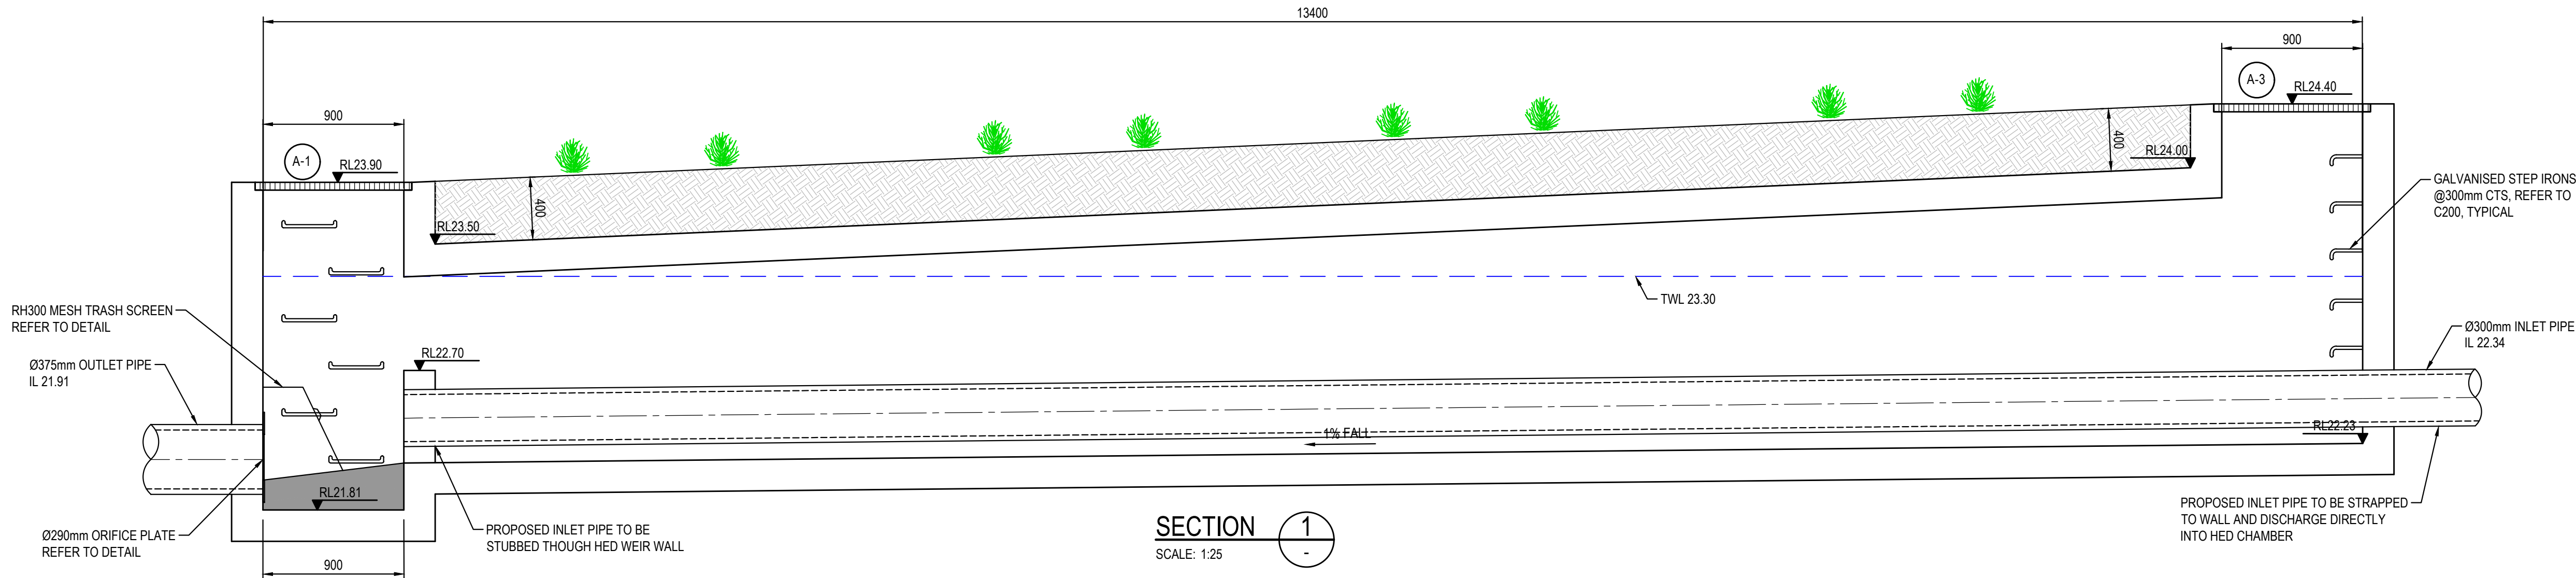 13400
900
A-3
RL24.40
900
A-1
RL23.90
400
RL24.00
400
RL23.50
GALVANISED STEP IRONS
@300mm CTS, REFER TO
C200, TYPICAL
TWL 23.30
RH300 MESH TRASH SCREEN
REFER TO DETAIL
Ø300mm INLET PIPE
IL 22.34
RL22.70
Ø375mm OUTLET PIPE
IL 21.91
1% FALL
RL22.23
RL21.81
PROPOSED INLET PIPE TO BE STRAPPED
TO WALL AND DISCHARGE DIRECTLY
INTO HED CHAMBER
Ø290mm ORIFICE PLATE
REFER TO DETAIL
PROPOSED INLET PIPE TO BE
STUBBED THOUGH HED WEIR WALL
SECTION
1
-
SCALE: 1:25
900